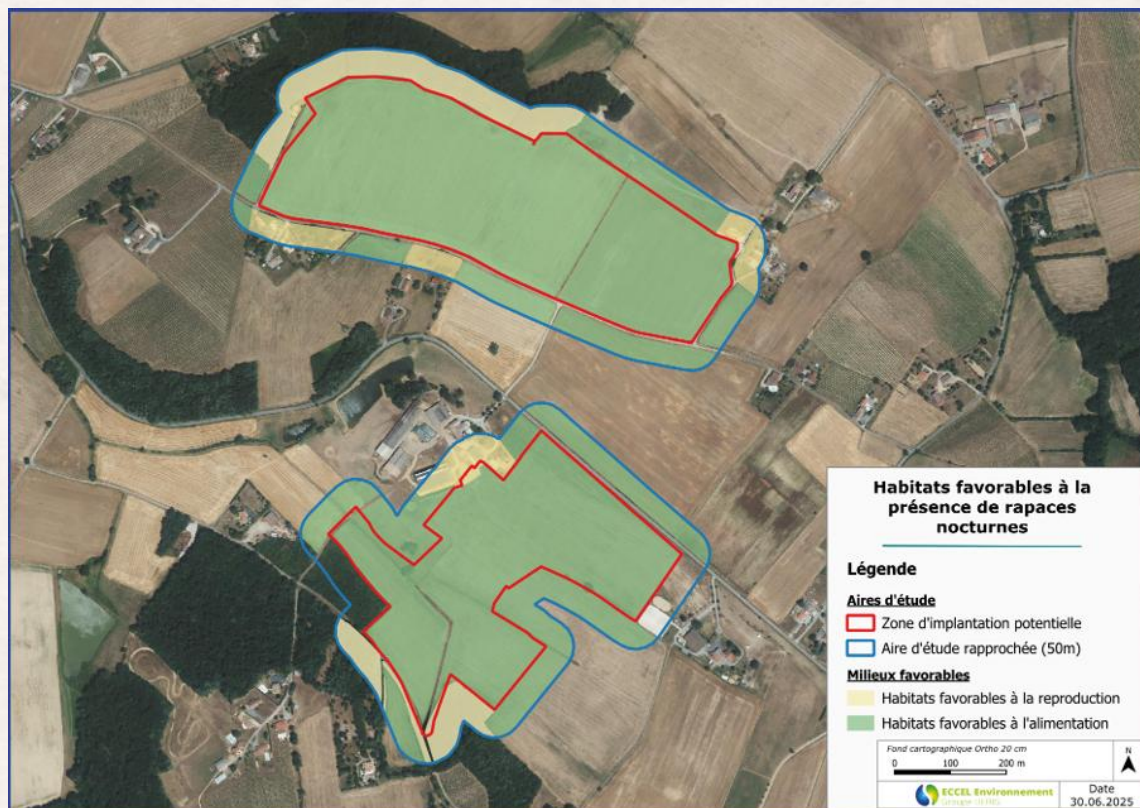 Habitats favorables à la
présence de rapaces
nocturnes
Légende
Aires d'étude
Zone d'implantation potentielle
Aire d'étude rapprochée (50m)
Milieux favorables
Habitats favorables à la reproduction
Habitats favorables à l'alimentation
Fond cartographique Ortho 20 cm
0 100 200 m
N
ECCEL Environnement
Date
30.06.2025